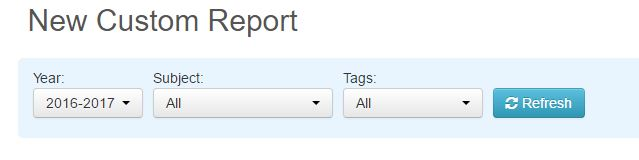 New Custom Report
Year: Subject: Tags:
2016-2017 All All Refresh